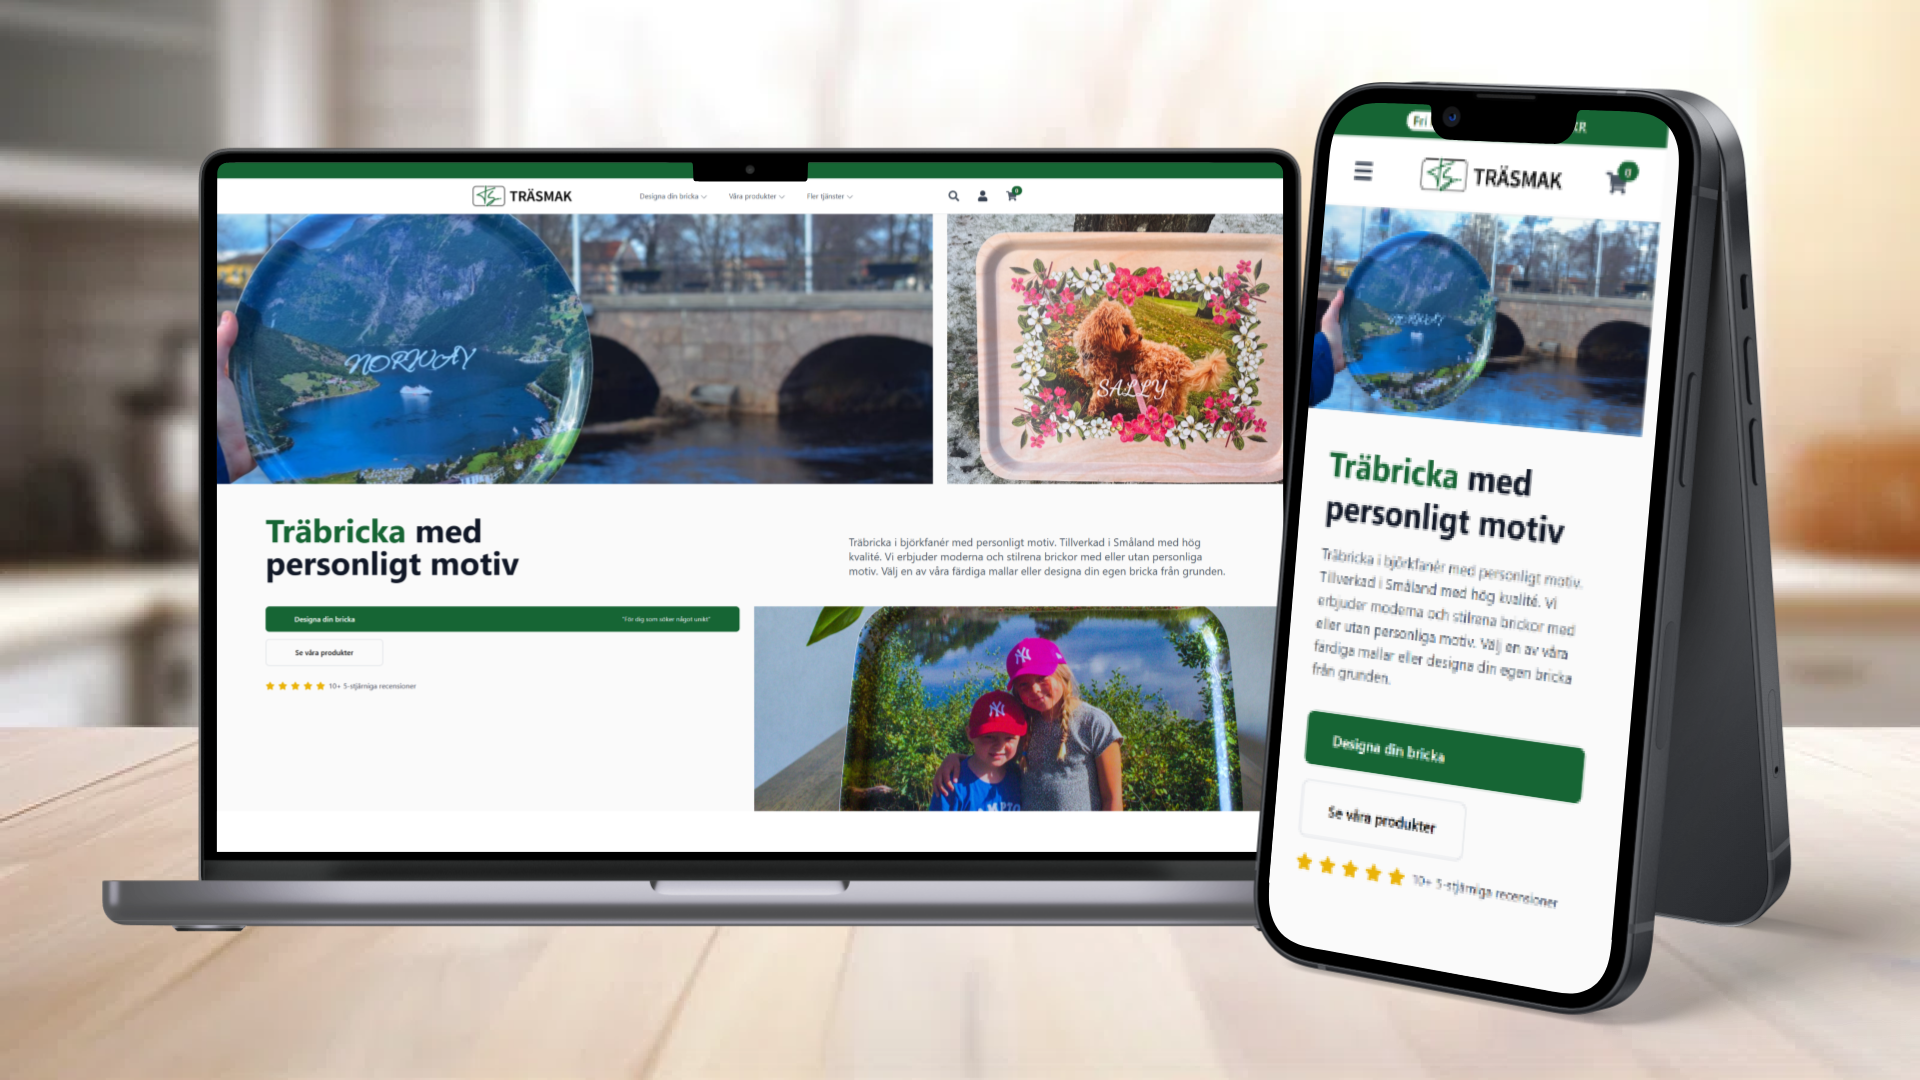 TRÄSMAK
Designa din bricka
Våra produkter
Fler tjänster
0
NORWAY
SALLY
Träbricka med
personligt motiv
Träbricka i björkfanér med personligt motiv. Tillverkad i Småland med hög
kvalité. Vi erbjuder moderna och stilrena brickor med eller utan personliga
motiv. Välj en av våra färdiga mallar eller designa din egen bricka från grunden.
Designa din bricka
"För dig som söker något unikt"
Se våra produkter
10+ 5-stjärniga recensioner
NY
NY
Fri
KR
TRÄSMAK
0
NORWAY
Träbricka med
personligt motiv
Träbricka i björkfanér med personligt motiv.
Tillverkad i Småland med hög kvalité. Vi
erbjuder moderna och stilrena brickor med
eller utan personliga motiv. Välj en av våra
färdiga mallar eller designa din egen bricka
från grunden.
Designa din bricka
Se våra produkter
10+ 5-stjärniga recensioner